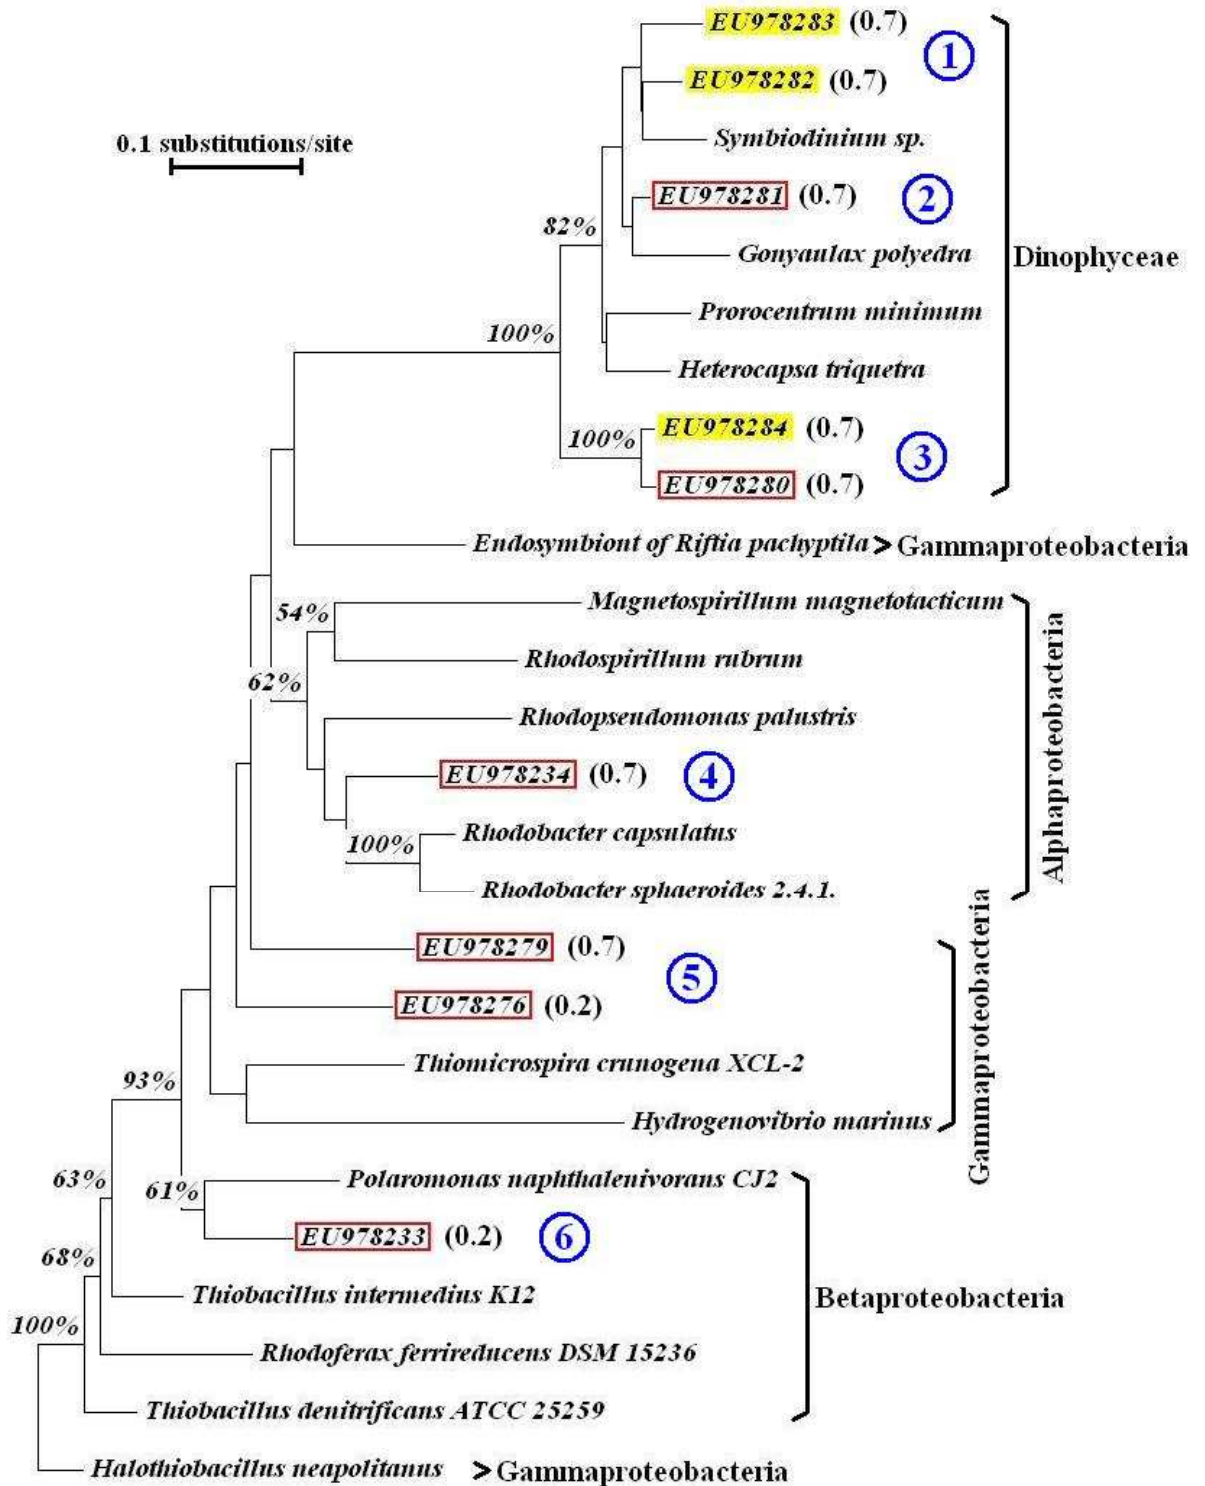 EU978283 (0.7)
1
EU978282 (0.7)
0.1 substitutions/site
Symbiodinium sp.
EU978281 (0.7)
2
82%
Gonyaulax polyedra
Dinophyceae
Prorocentrum minimum
100%
Heterocapsa triquetra
EU978284 (0.7)
100%
3
EU978280 (0.7)
Endosymbiont of Riftia pachyptila
Gammaproteobacteria
Magnetospirillum magnetotacticum
54%
Rhodospirillum rubrum
62%
Rhodopseudomonas palustris
Alphaproteobacteria
EU978234 (0.7)
4
Rhodobacter capsulatus
100%
Rhodobacter sphaeroides 2.4.1.
EU978279 (0.7)
5
EU978276 (0.2)
Gammaproteobacteria
Thiomicrospira crunogena XCL-2
93%
Hydrogenovibrio marinus
Polaromonas naphthalenivorans CJ2
63%
61%
EU978233 (0.2)
6
68%
Thiobacillus intermedius K12
Betaproteobacteria
100%
Rhodoferax ferrireducens DSM 15236
Thiobacillus denitrificans ATCC 25259
Halothiobacillus neapolitanus
Gammaproteobacteria